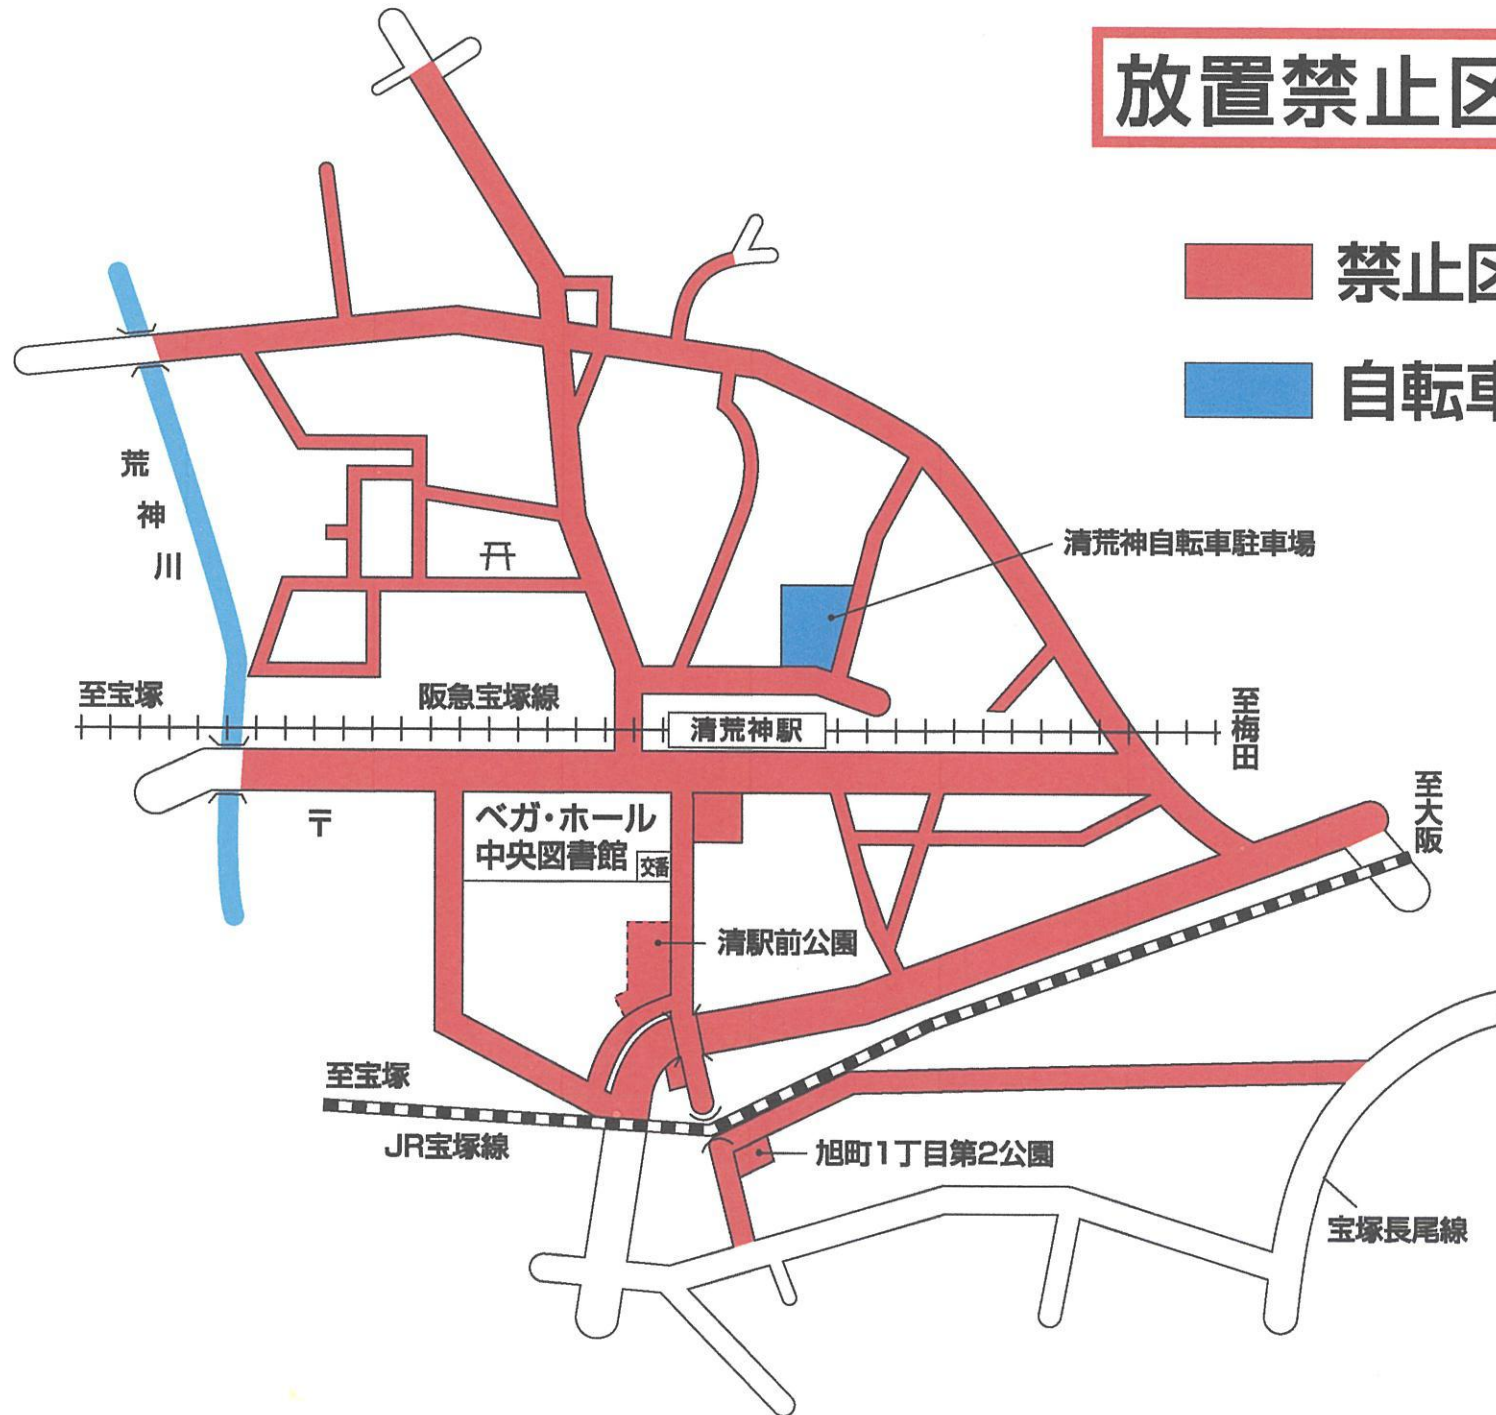 放置禁止区
禁止区
自転車
荒神川
清荒神自転車駐車場
至宝塚
阪急宝塚線
清荒神駅
至梅田
至大阪
〒
ベガ・ホール
中央図書館
交番
清駅前公園
至宝塚
JR宝塚線
旭町1丁目第2公園
宝塚長尾線